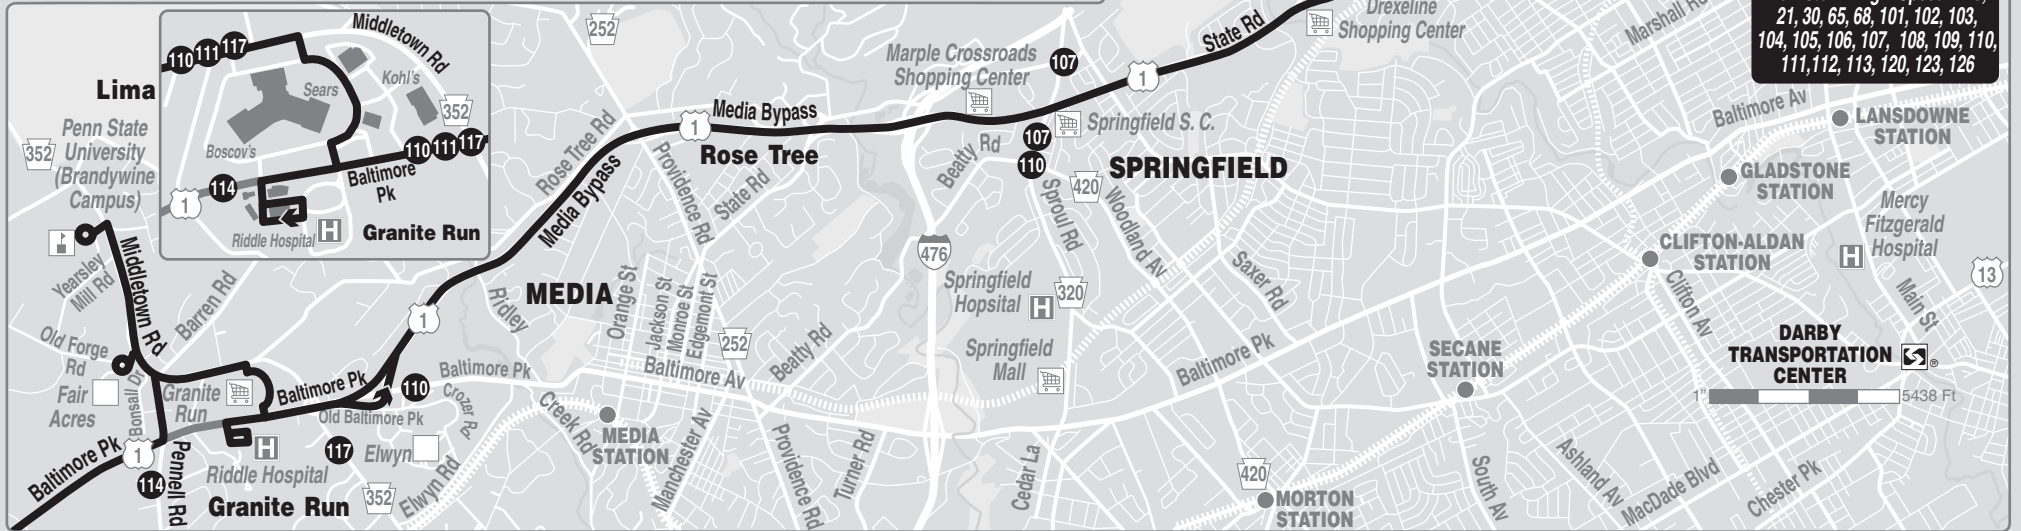 Middletown Rd
110 111 117
Sears
Kohl's
352
Boscov's
110 111 117
Baltimore
Pk
114
1
Riddle Hospital H
Granite Run
Lima
Penn State
University
(Brandywine
Campus)
352
Yearsley
Mill Rd
Middletown Rd
Barren Rd
Old Forge
Rd
Fair
Acres
Bonsall Dr
Granite
Run
Baltimore Pk
110
Old Baltimore Pk
Baltimore Pk
1
114
Pennell Rd
Riddle Hospital
H
Granite Run
117
Elwyn
352
Elwyn Rd
Crozer Rd
Baltimore Pk
1
252
Rose Tree Rd
Media Bypass
1
Media Bypass
Rose Tree
Providence Rd
State Rd
Ridley
MEDIA
Orange St
Jackson St
Monroe St
Edgemont St
252
Baltimore Av
Beatty Rd
Creek Rd
MEDIA
STATION
Manchester Av
Providence Rd
Turner Rd
Marple Crossroads
Shopping Center
107
State Rd
1
Drexeline
Shopping Center
107
110
Springfield S. C.
Beatty Rd
SPRINGFIELD
420
Sproul Rd
Woodland Av
476
Springfield
Hopsital
H
320
Saxer Rd
Springfield
Mall
Baltimore Pk
Cedar La
SECANE
STATION
420
MORTON
STATION
South Av
Ashland Av
MacDade Blvd
Chester Pk
Marshall Rd
21, 30, 65, 68, 101, 102, 103,
104, 105, 106, 107, 108, 109, 110,
111,112, 113, 120, 123, 126
Baltimore Av
LANSDOWNE
STATION
GLADSTONE
STATION
Mercy
Fitzgerald
Hospital
H
CLIFTON-ALDAN
STATION
Clifton Av
13
Main St
DARBY
TRANSPORTATION
CENTER
®
1" 5438 Ft